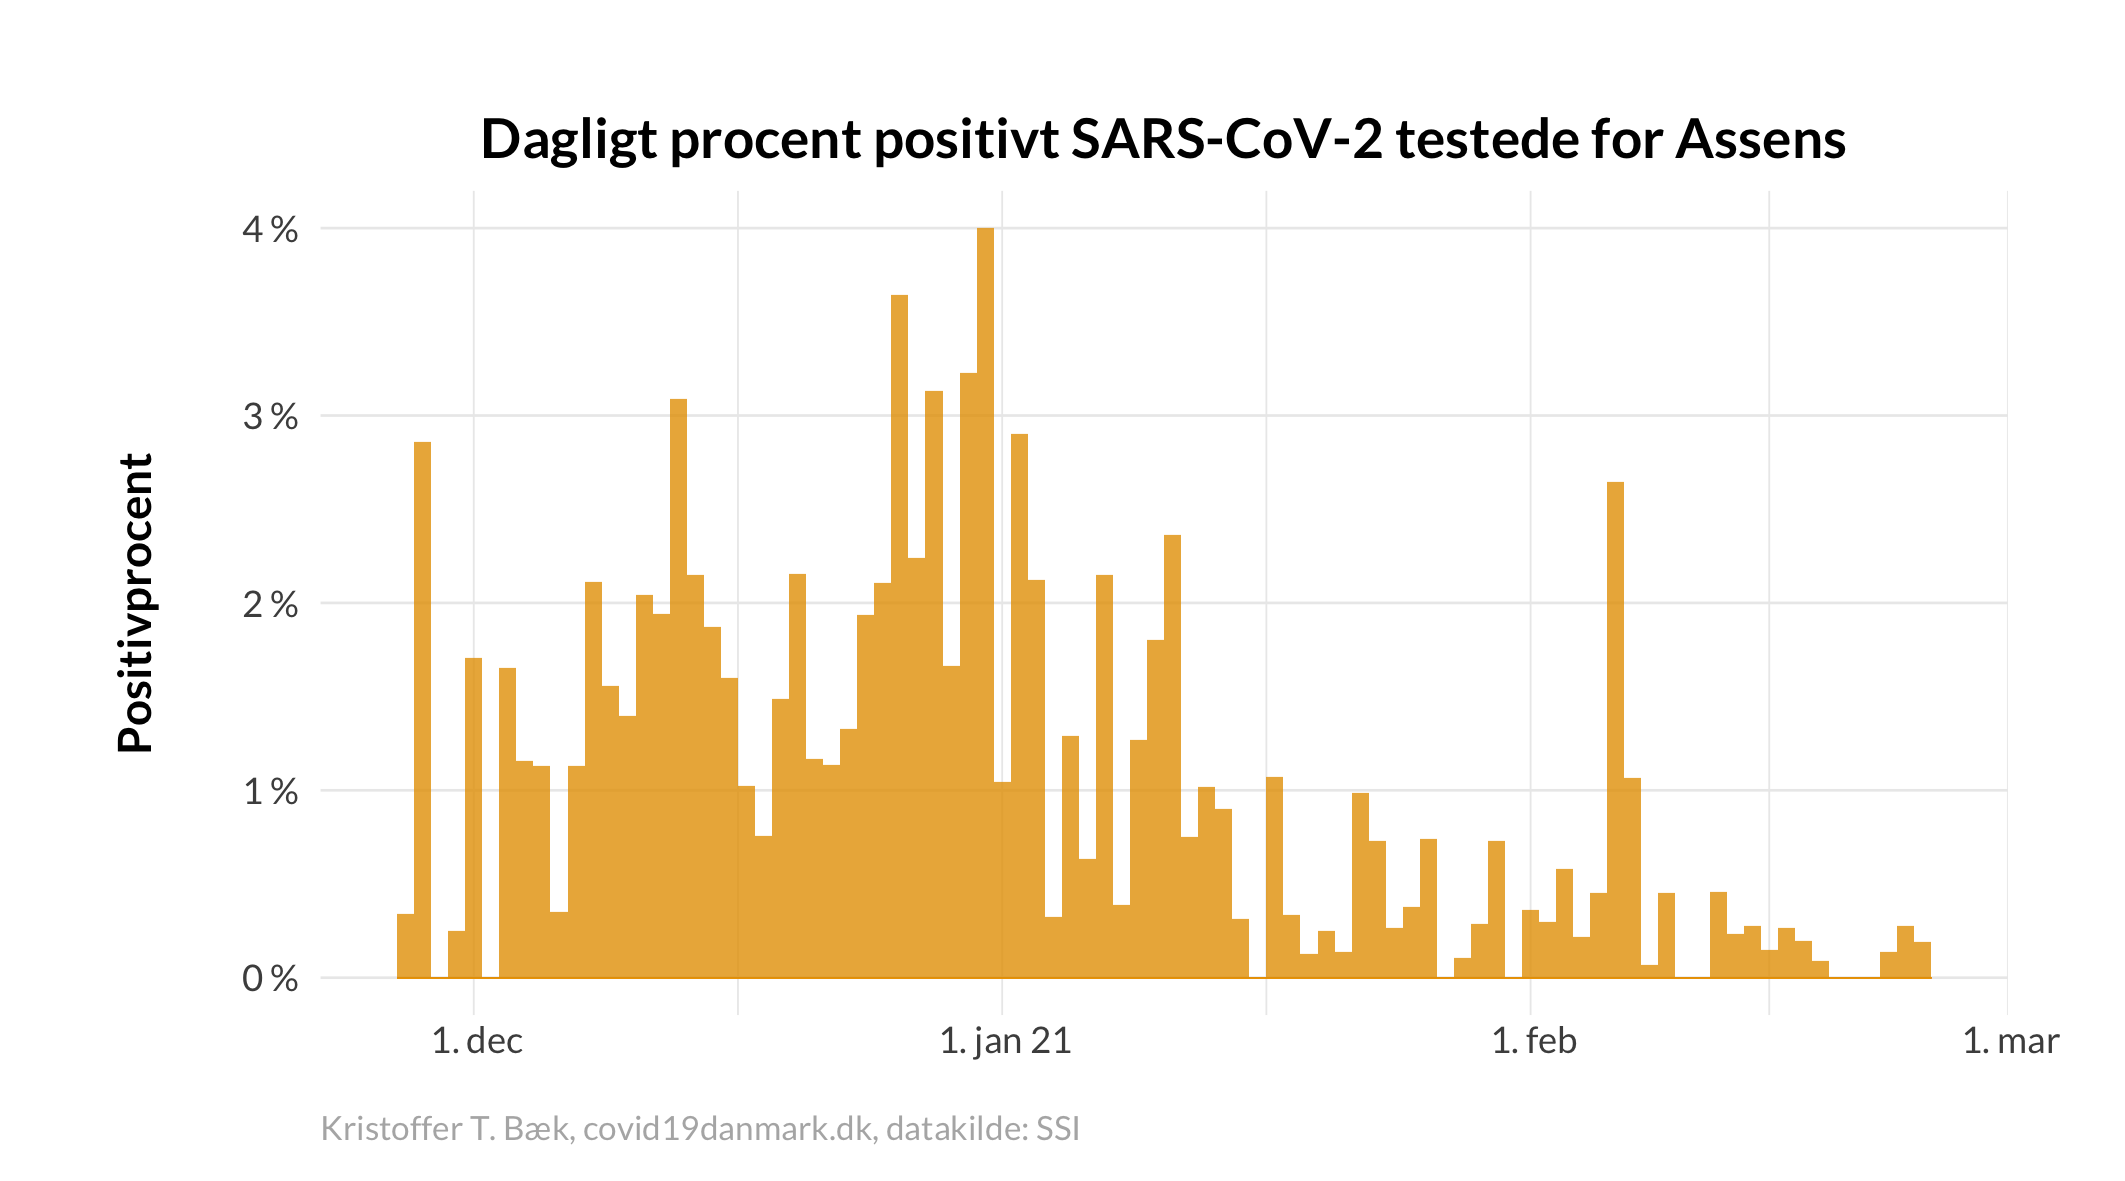 Dagligt procent positivt SARS-CoV-2 testede for Assens
Positivprocent
4 %
3 %
2 %
1 %
0 %
1. dec
1. jan 21
1. feb
1. mar
Kristoffer T. Bæk, covid19danmark.dk, datakilde: SSI